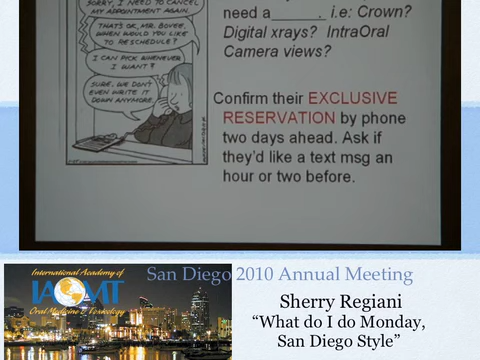 SORRY, I NEED TO CANCEL
MY APPOINTMENT AGAIN.
THAT'S OK, MR. BOVEE.
WHEN WOULD YOU LIKE
TO RESCHEDULE?
I CAN PICK WHENEVER
I WANT?
SURE. WE DON'T
EVEN WRITE IT
DOWN ANYMORE.
need a______. i.e: Crown?
Digital xrays? IntraOral
Camera views?
Confirm their EXCLUSIVE
RESERVATION by phone
two days ahead. Ask if
they'd like a text msg an
hour or two before.
San Diego 2010 Annual Meeting
International Academy of
IAOMT
Oral Medicine & Toxicology
Sherry Regiani
“What do I do Monday,
San Diego Style”